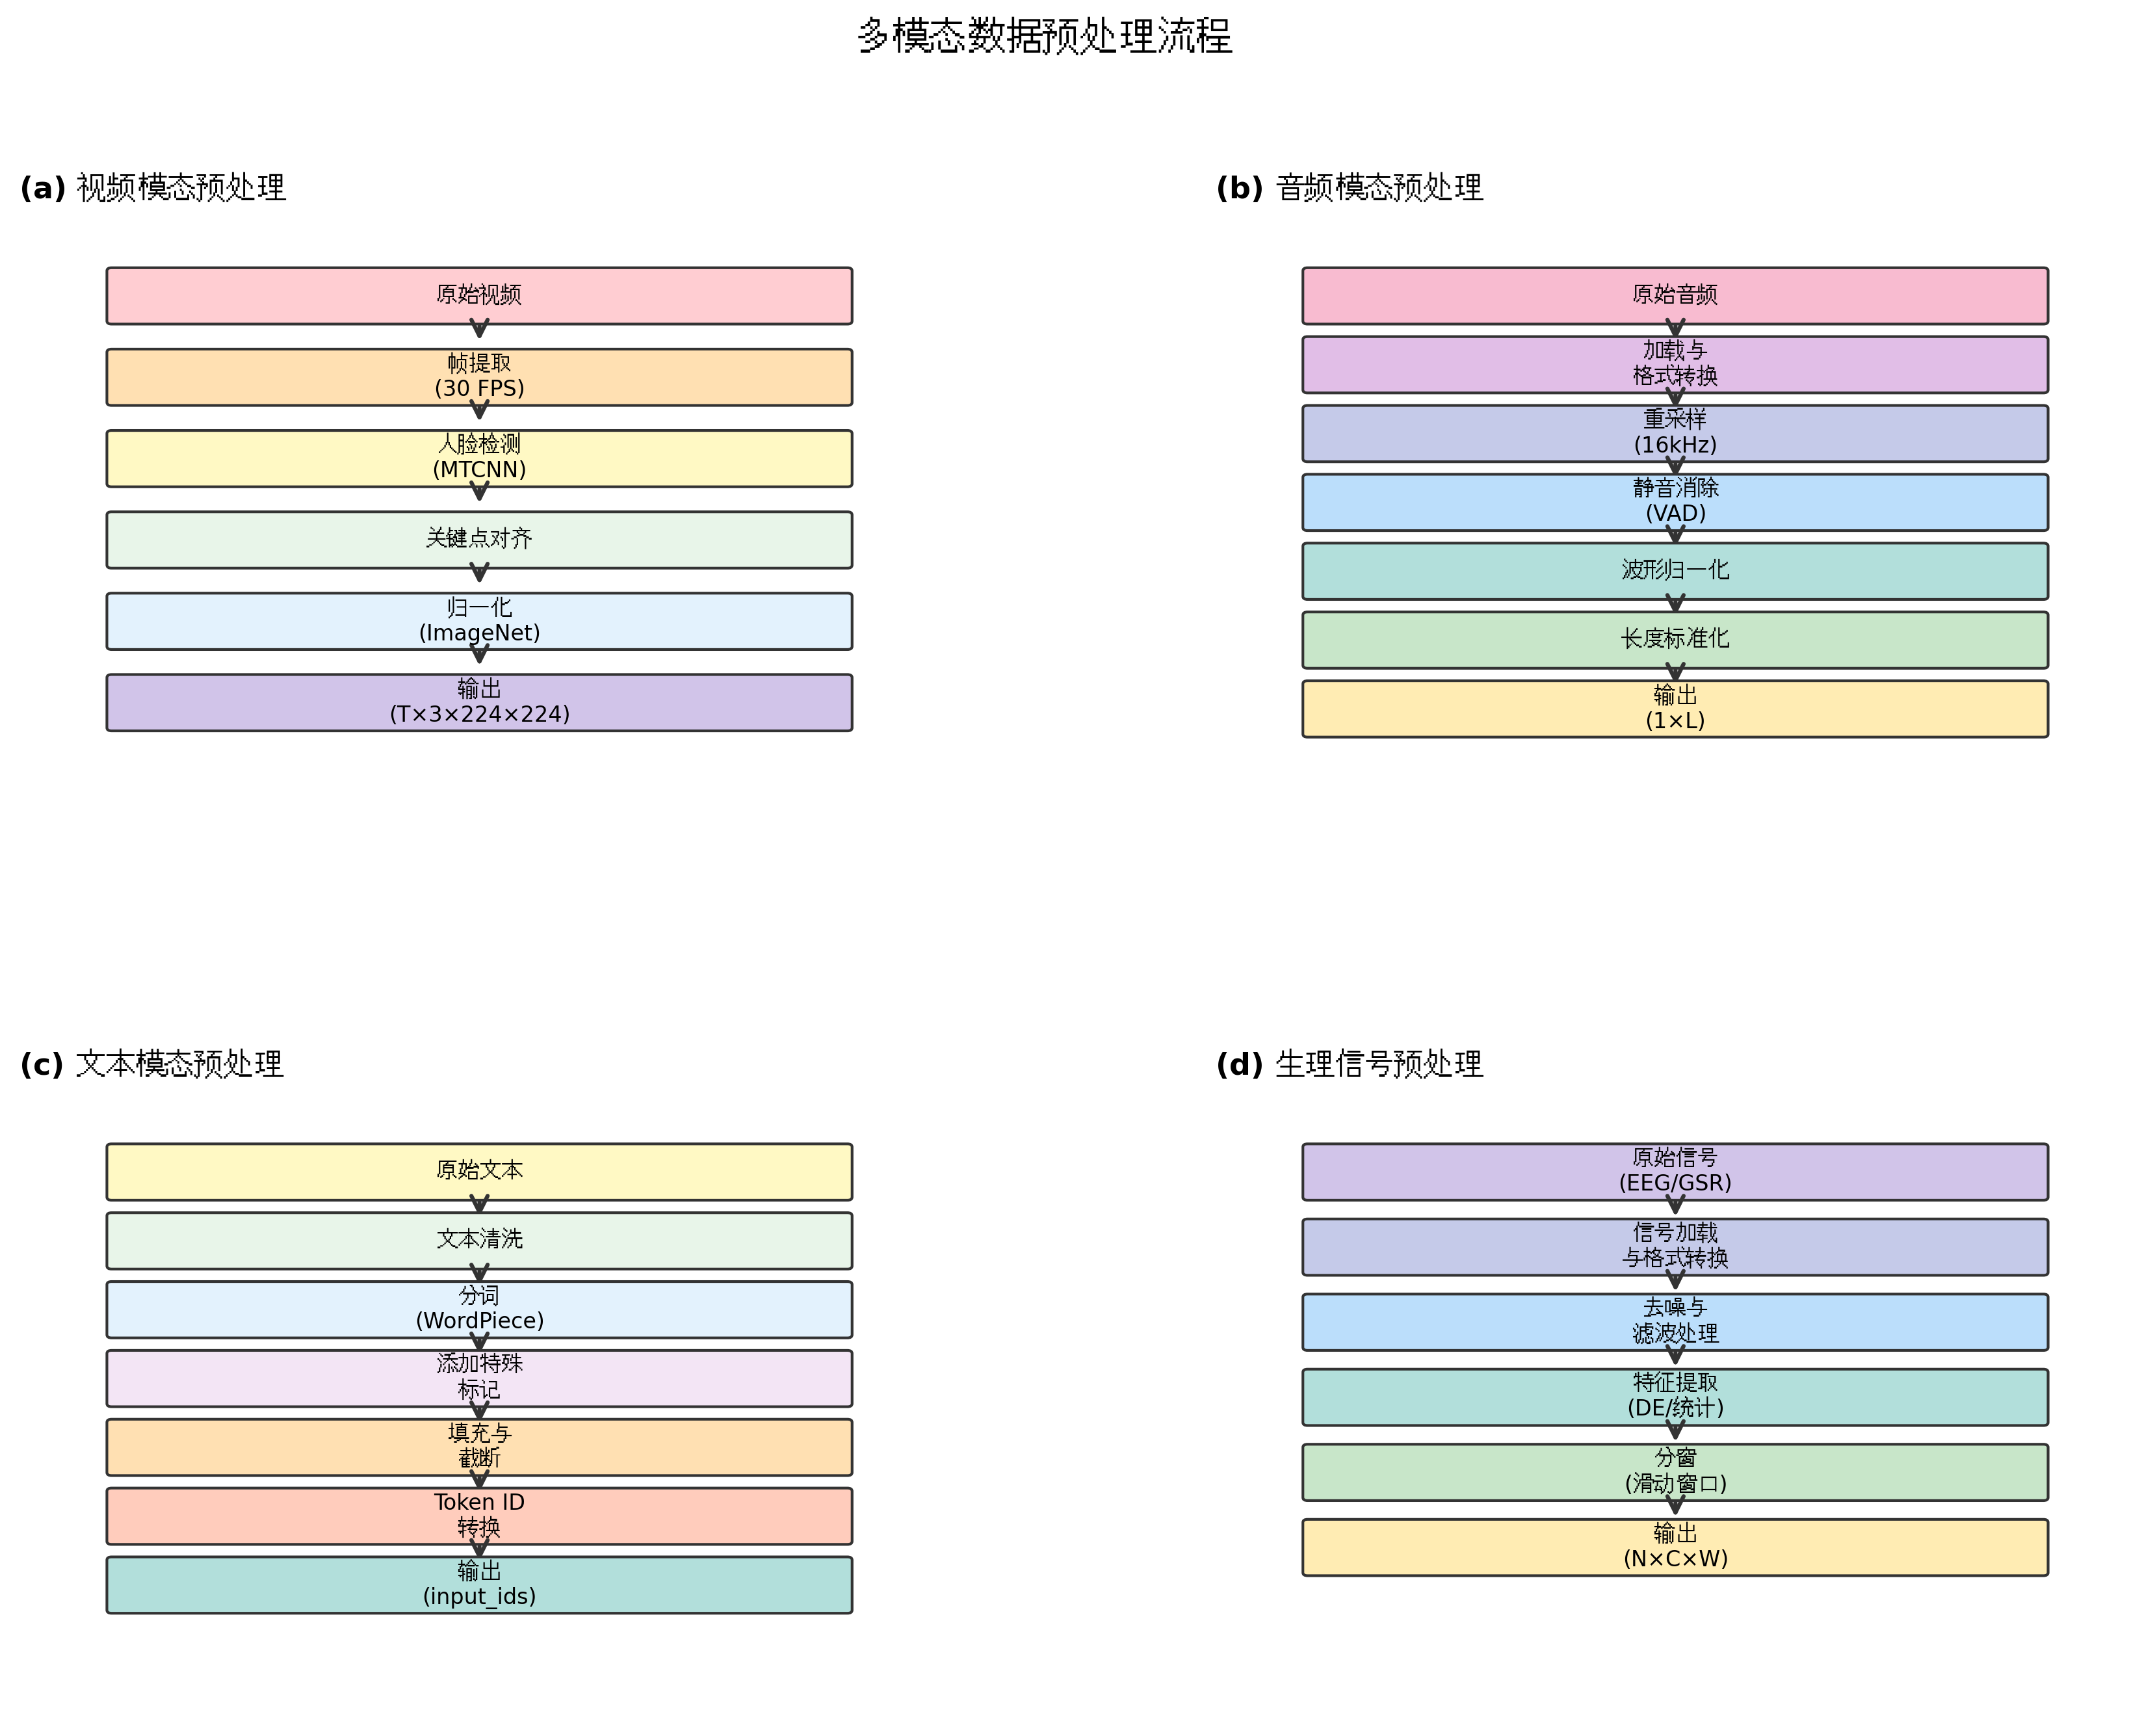 多模态数据预处理流程
(a) 视频模态预处理
原始视频
帧提取
(30 FPS)
人脸检测
(MTCNN)
关键点对齐
归一化
(ImageNet)
输出
(T×3×224×224)
(b) 音频模态预处理
原始音频
加载与
格式转换
重采样
(16kHz)
静音消除
(VAD)
波形归一化
长度标准化
输出
(1×L)
(c) 文本模态预处理
原始文本
文本清洗
分词
(WordPiece)
添加特殊
标记
填充与
截断
Token ID
转换
输出
(input_ids)
(d) 生理信号预处理
原始信号
(EEG/GSR)
信号加载
与格式转换
去噪与
滤波处理
特征提取
(DE/统计)
分窗
(滑动窗口)
输出
(N×C×W)